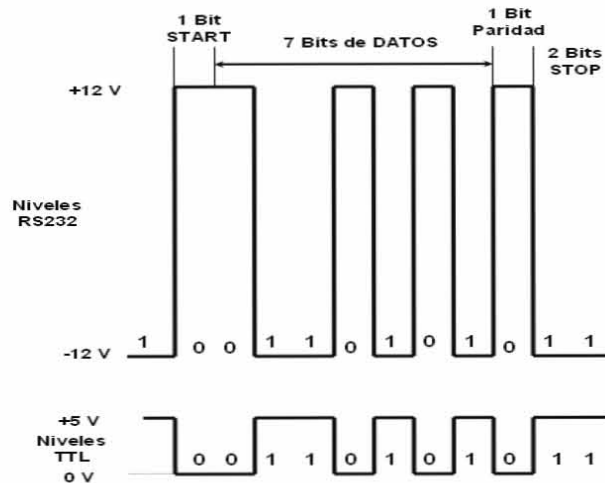 1 Bit
START
7 Bits de DATOS
1 Bit
Paridad
2 Bits
STOP
+12 V
Niveles
RS232
1 0 0 1 1 0 1 0 1 0 1 1
-12 V
+5 V
Niveles
TTL
0 0 1 1 0 1 0 1 0 1 1
0 V